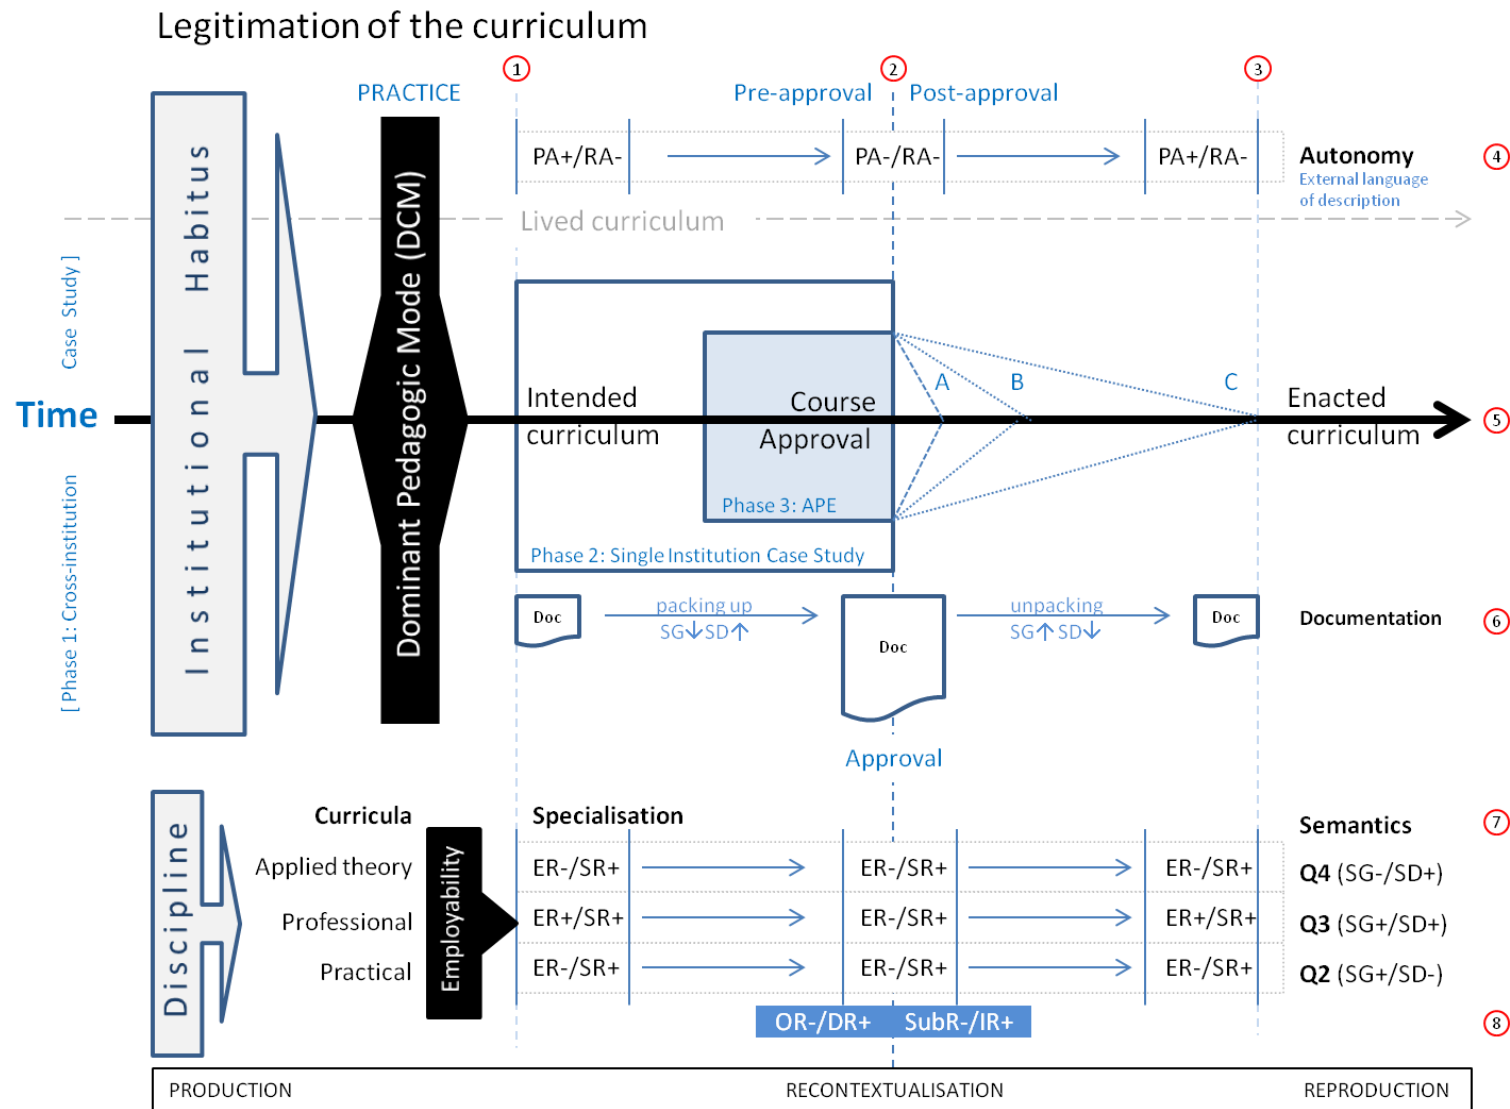 Legitimation of the curriculum
1
2
3
PRACTICE
Pre-approval
Post-approval
PA+/RA-
PA-/RA-
PA+/RA-
Autonomy
4
External language
of description
Lived curriculum
Institutional Habitus
Dominant Pedagogic Mode (DCM)
[ Phase 1: Cross-institution Case Study ]
Time
Intended
curriculum
Course
Approval
A
B
C
Enacted
curriculum
5
Phase 3: APE
Phase 2: Single Institution Case Study
Doc
packing up
SG↓SD↑
Doc
unpacking
SG↑SD↓
Doc
Documentation
6
Approval
Discipline
Curricula
Employability
Specialisation
Semantics
7
Applied theory
ER-/SR+
ER-/SR+
ER-/SR+
Q4 (SG-/SD+)
Professional
ER+/SR+
ER-/SR+
ER+/SR+
Q3 (SG+/SD+)
Practical
ER-/SR+
ER-/SR+
ER-/SR+
Q2 (SG+/SD-)
OR-/DR+
SubR-/IR+
8
PRODUCTION
RECONTEXTUALISATION
REPRODUCTION